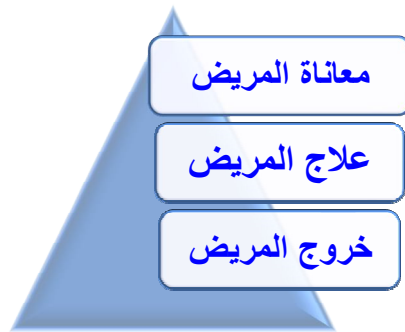 معاناة المريض
علاج المريض
خروج المريض